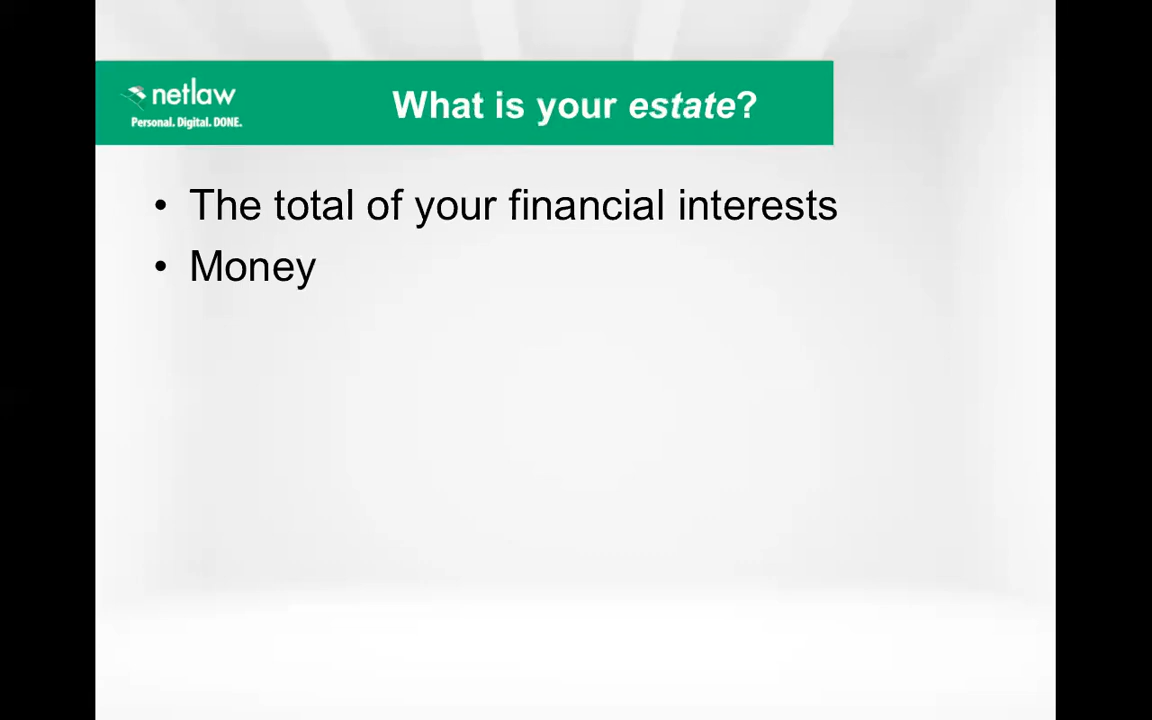 netlaw
Personal. Digital. DONE.
What is your estate?
• The total of your financial interests
• Money